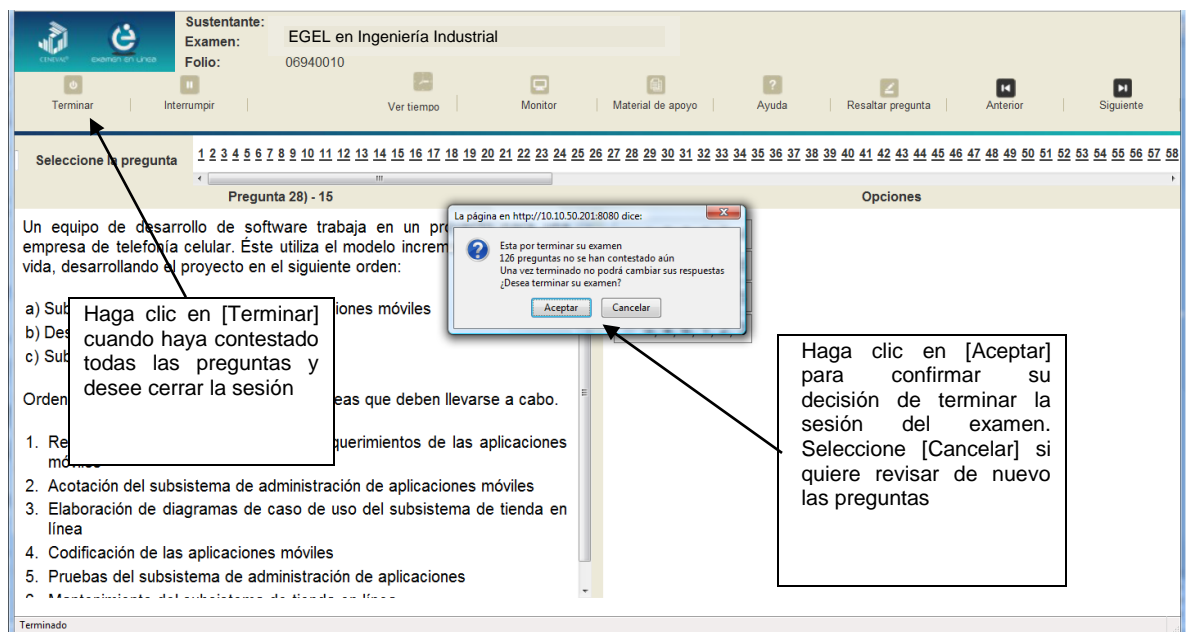 Sustentante:
Examen: EGEL en Ingeniería Industrial
Folio: 06940010
CENEVAL® examen en línea
Terminar Interrumpir Ver tiempo Monitor Material de apoyo Ayuda Resaltar pregunta Anterior Siguiente
Seleccione la pregunta 1 2 3 4 5 6 7 8 9 10 11 12 13 14 15 16 17 18 19 20 21 22 23 24 25 26 27 28 29 30 31 32 33 34 35 36 37 38 39 40 41 42 43 44 45 46 47 48 49 50 51 52 53 54 55 56 57 58
Pregunta 28) - 15 Opciones
Un equipo de desarrollo de software trabaja en un
empresa de telefonía celular. Éste utiliza el modelo
vida, desarrollando el proyecto en el siguiente orden:
a) móviles
b)
c)
que deben llevarse a cabo.
1. de las aplicaciones
2. Acotación del subsistema de administración de aplicaciones móviles
3. Elaboración de diagramas de caso de uso del subsistema de tienda en
línea
4. Codificación de las aplicaciones móviles
5. Pruebas del subsistema de administración de aplicaciones
La página en http://10.10.50.201:8080 dice:
Esta por terminar su examen
126 preguntas no se han contestado aún
Una vez terminado no podrá cambiar sus respuestas
¿Desea terminar su examen?
Aceptar Cancelar
Haga clic en [Terminar]
cuando haya contestado
todas las preguntas y
desee cerrar la sesión
Haga clic en [Aceptar]
para confirmar su
decisión de terminar la
sesión del examen.
Seleccione [Cancelar] si
quiere revisar de nuevo
las preguntas
Terminado